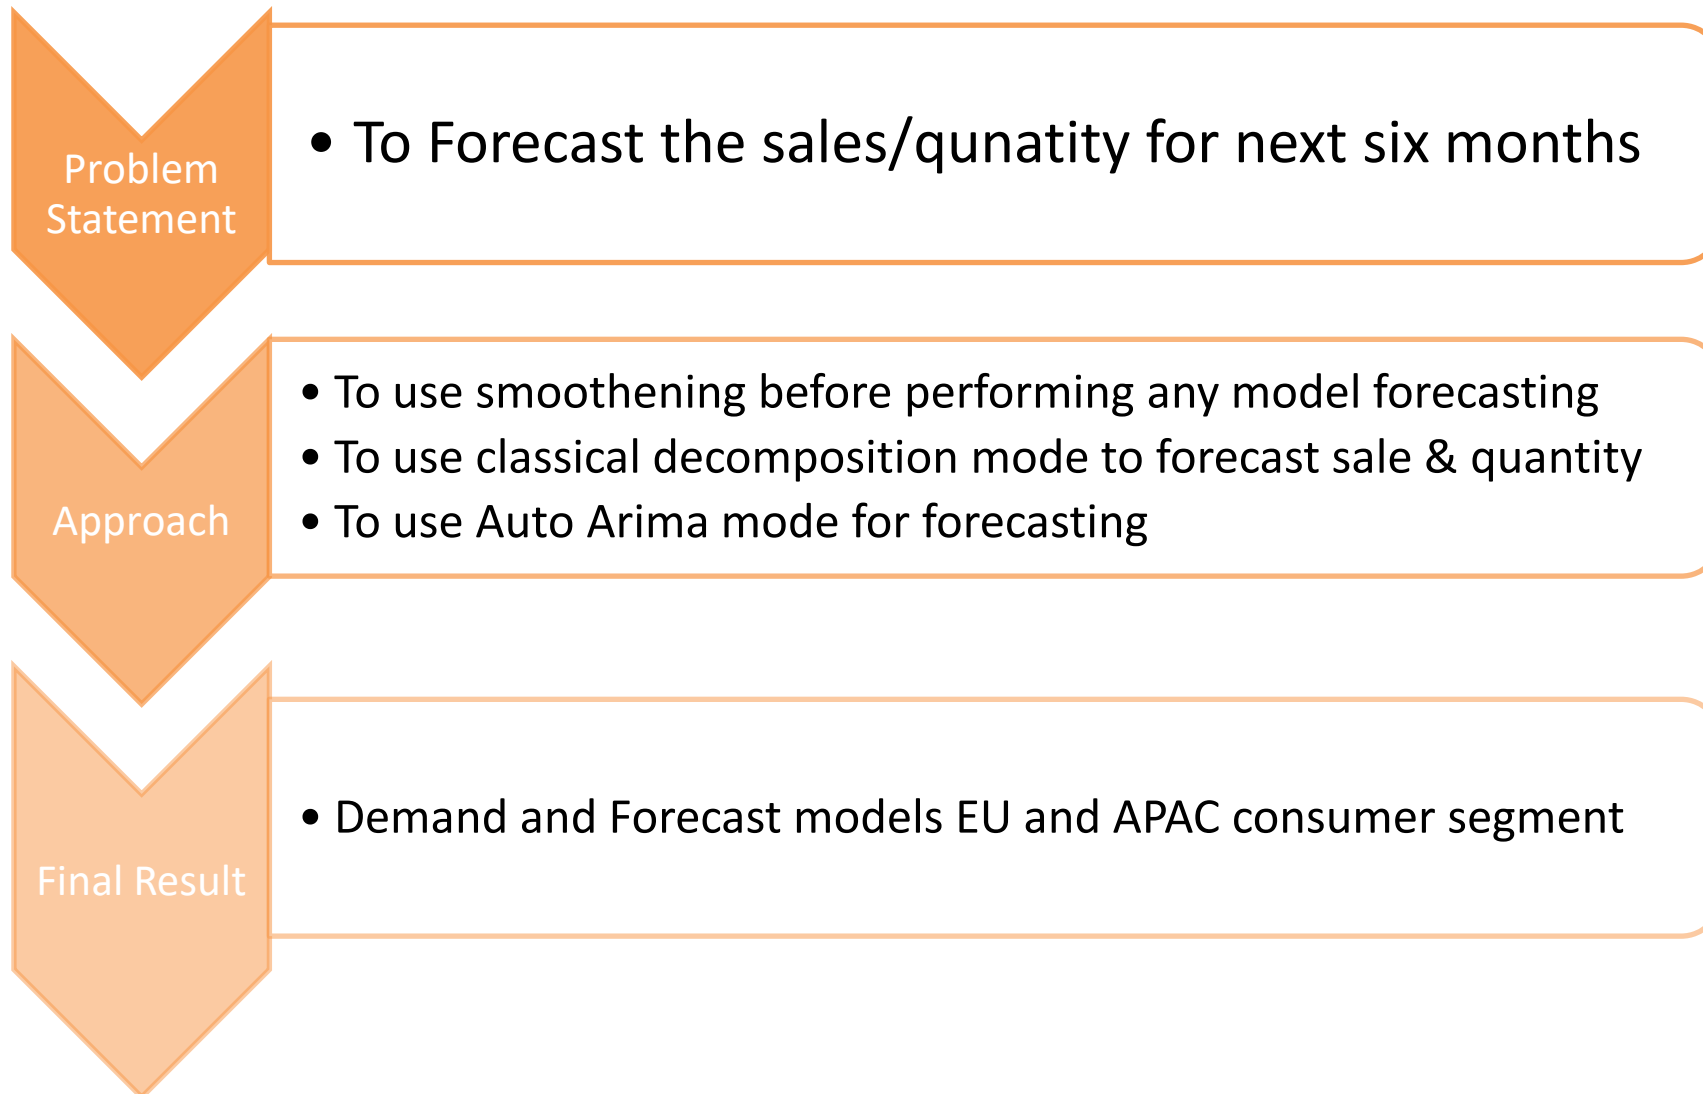 Problem
Statement
• To Forecast the sales/qunatity for next six months
Approach
• To use smoothening before performing any model forecasting
• To use classical decomposition mode to forecast sale & quantity
• To use Auto Arima mode for forecasting
Final Result
• Demand and Forecast models EU and APAC consumer segment